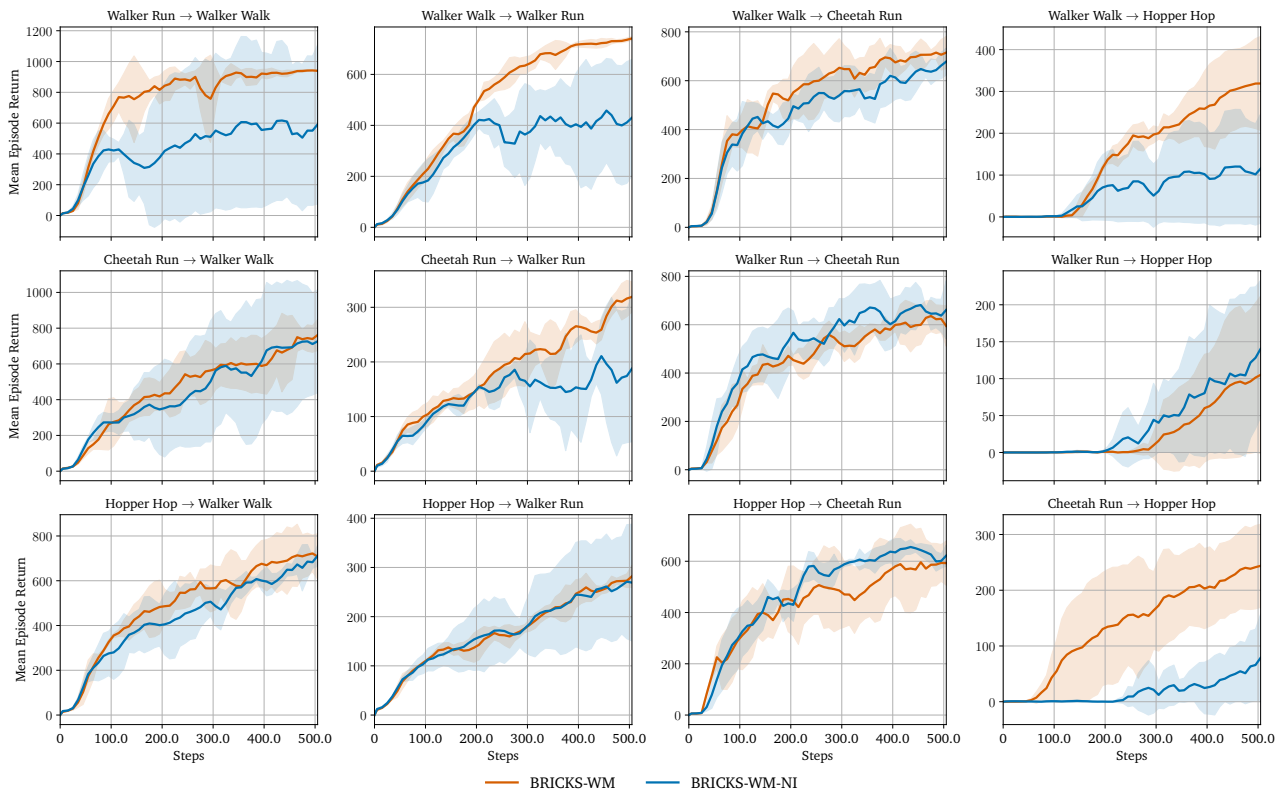 Walker Run → Walker Walk
Walker Walk → Walker Run
Walker Walk → Cheetah Run
Walker Walk → Hopper Hop
Mean Episode Return
1200
1000
800
600
400
200
0
600
400
200
0
800
600
400
200
0
400
300
200
100
0
Cheetah Run → Walker Walk
Cheetah Run → Walker Run
Walker Run → Cheetah Run
Walker Run → Hopper Hop
Mean Episode Return
1000
800
600
400
200
0
300
200
100
0
800
600
400
200
0
200
150
100
50
0
Hopper Hop → Walker Walk
Hopper Hop → Walker Run
Hopper Hop → Cheetah Run
Cheetah Run → Hopper Hop
Mean Episode Return
800
600
400
200
0
400
300
200
100
0
600
400
200
0
300
200
100
0
0 100.0 200.0 300.0 400.0 500.0
0 100.0 200.0 300.0 400.0 500.0
0 100.0 200.0 300.0 400.0 500.0
0 100.0 200.0 300.0 400.0 500.0
Steps
Steps
Steps
Steps
BRICKS-WM
BRICKS-WM-NI